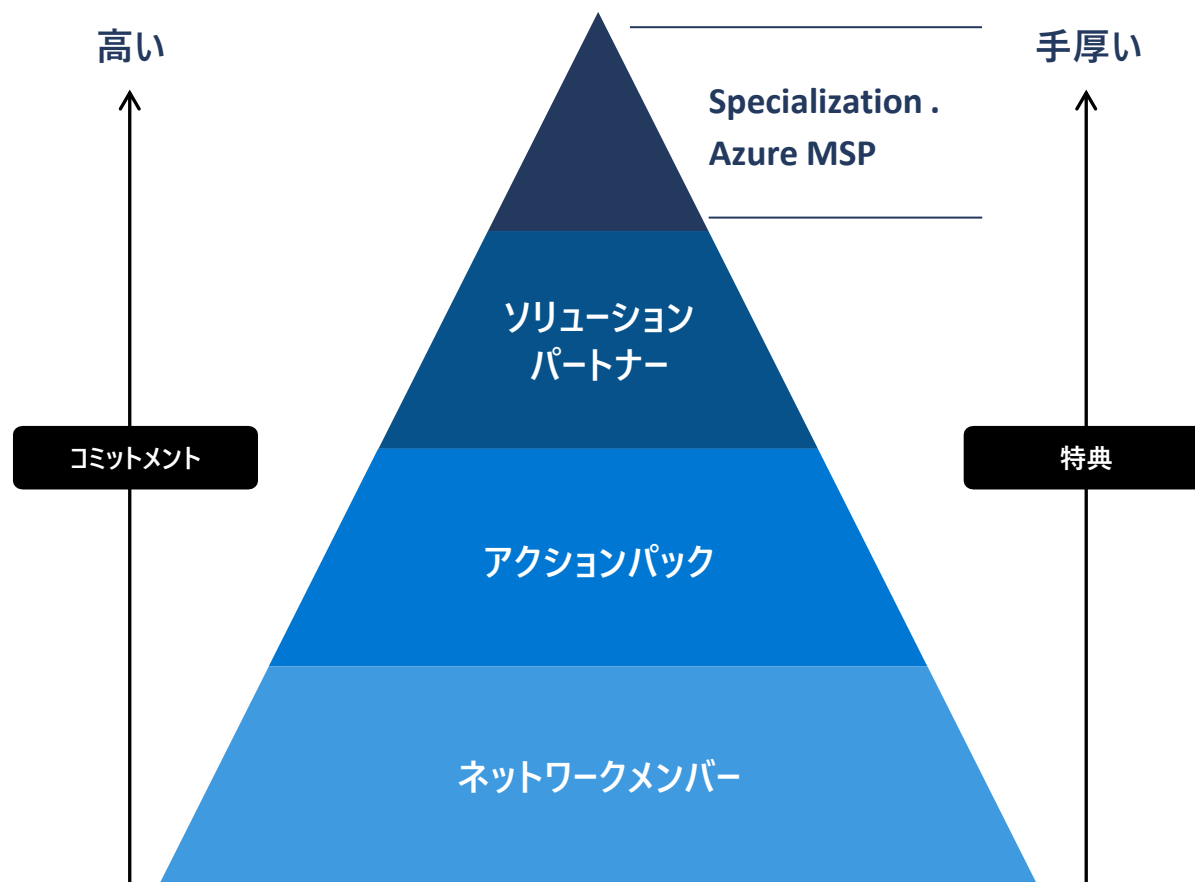 高い
手厚い
Specialization .
Azure MSP
ソリューション
パートナー
コミットメント
特典
アクションパック
ネットワークメンバー